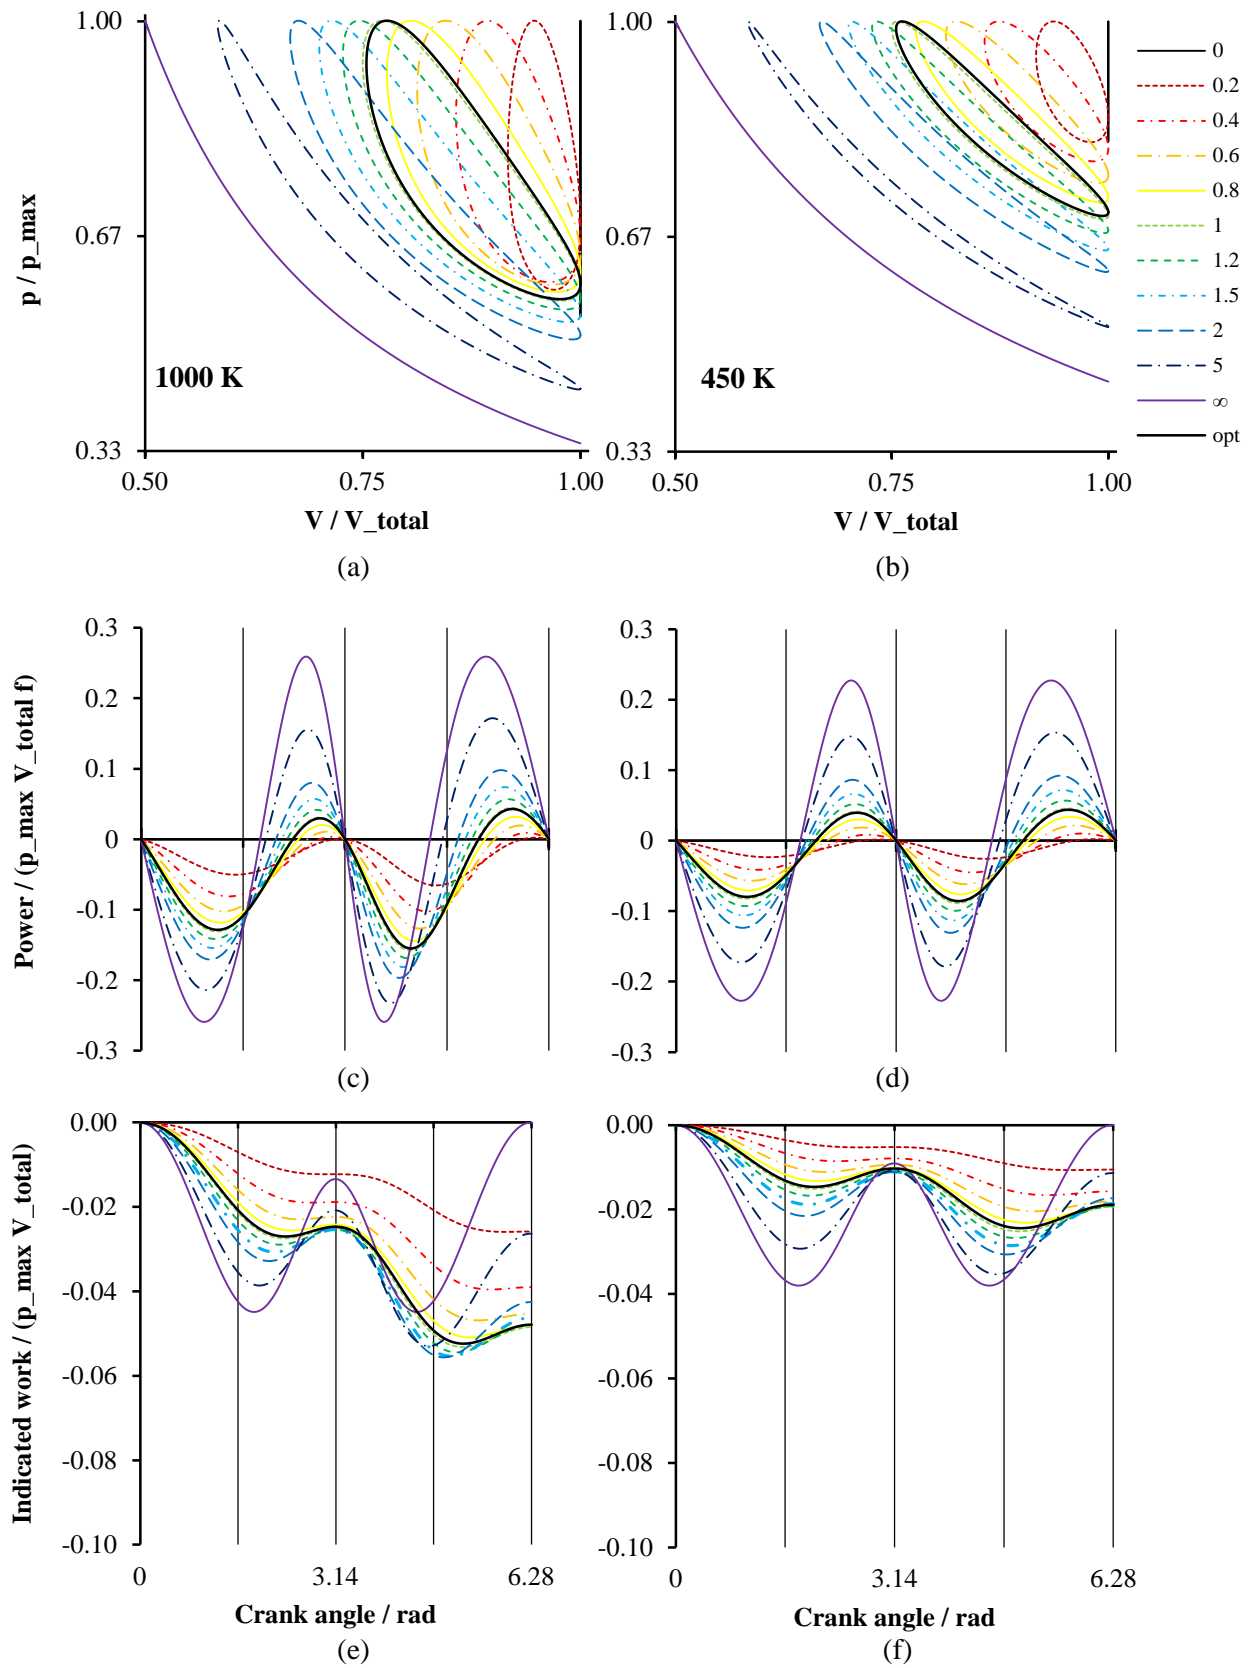 1.00
0.67
0.33
p / p_max
1000 K
0.50 0.75 1.00
V / V_total
(a)
1.00
0.67
0.33
450 K
0.50 0.75 1.00
V / V_total
(b)
0
0.2
0.4
0.6
0.8
1
1.2
1.5
2
5
∞
opt
0.3
0.2
0.1
0
-0.1
-0.2
-0.3
Power / (p_max V_total f)
(c)
0.3
0.2
0.1
0
-0.1
-0.2
-0.3
(d)
0.00
-0.02
-0.04
-0.06
-0.08
-0.10
Indicated work / (p_max V_total)
0 3.14 6.28
Crank angle / rad
(e)
0.00
-0.02
-0.04
-0.06
-0.08
-0.10
0 3.14 6.28
Crank angle / rad
(f)